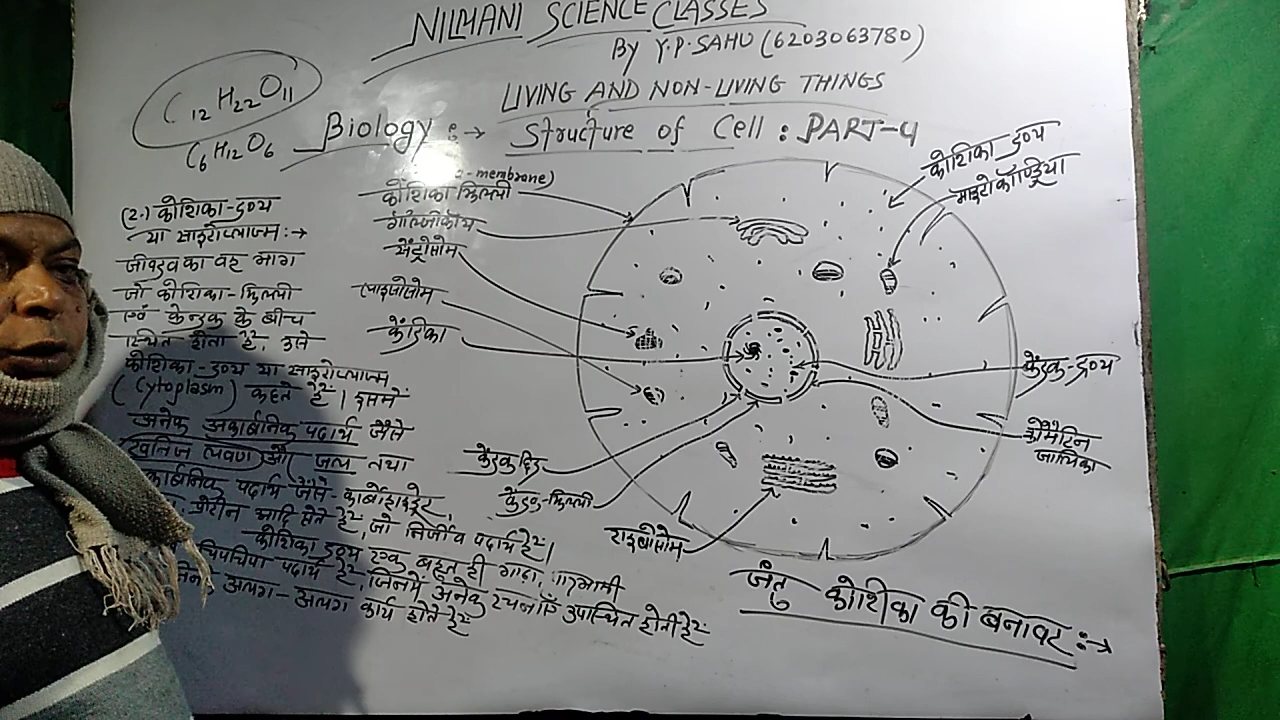 NILMANI SCIENCE CLASSES
BY Y.P. SAHU (6203063780)
LIVING AND NON-LIVING THINGS
C12H22O11
C6H12O6
Biology :→
Structure of Cell : PART-4
(2.) कोशिका-द्रव्य
या साइटोप्लाज्म :→
जीवद्रव का वह भाग
जो कोशिका-झिल्ली
एवं केन्द्रक के बीच
स्थित होता है, उसे
कोशिका-द्रव्य या साइटोप्लाज्म
(Cytoplasm) कहते हैं। इसमें
अनेक अकार्बनिक पदार्थ जैसे
खनिज लवण और जल तथा
कार्बनिक पदार्थ जैसे-कार्बोहाइड्रेट,
प्रोटीन आदि होते हैं, जो निर्जीव पदार्थ हैं।
कोशिका द्रव्य एक बहुत ही गाढ़ा,
चिपचिपा पदार्थ है, जिनमें अनेक रचनाएँ उपस्थित होती हैं
अलग-अलग कार्य होते हैं
membrane)
कोशिका झिल्ली
गॉल्जीकाय
सेंट्रोसोम
लाइसोसोम
केंद्रिका
केंद्रक छिद्र
केंद्रक-झिल्ली
राइबोसोम
कोशिका द्रव्य
माइटोकॉण्ड्रिया
केंद्रक-द्रव्य
क्रोमैटिन
जालिका
जंतु कोशिका की बनावट :→